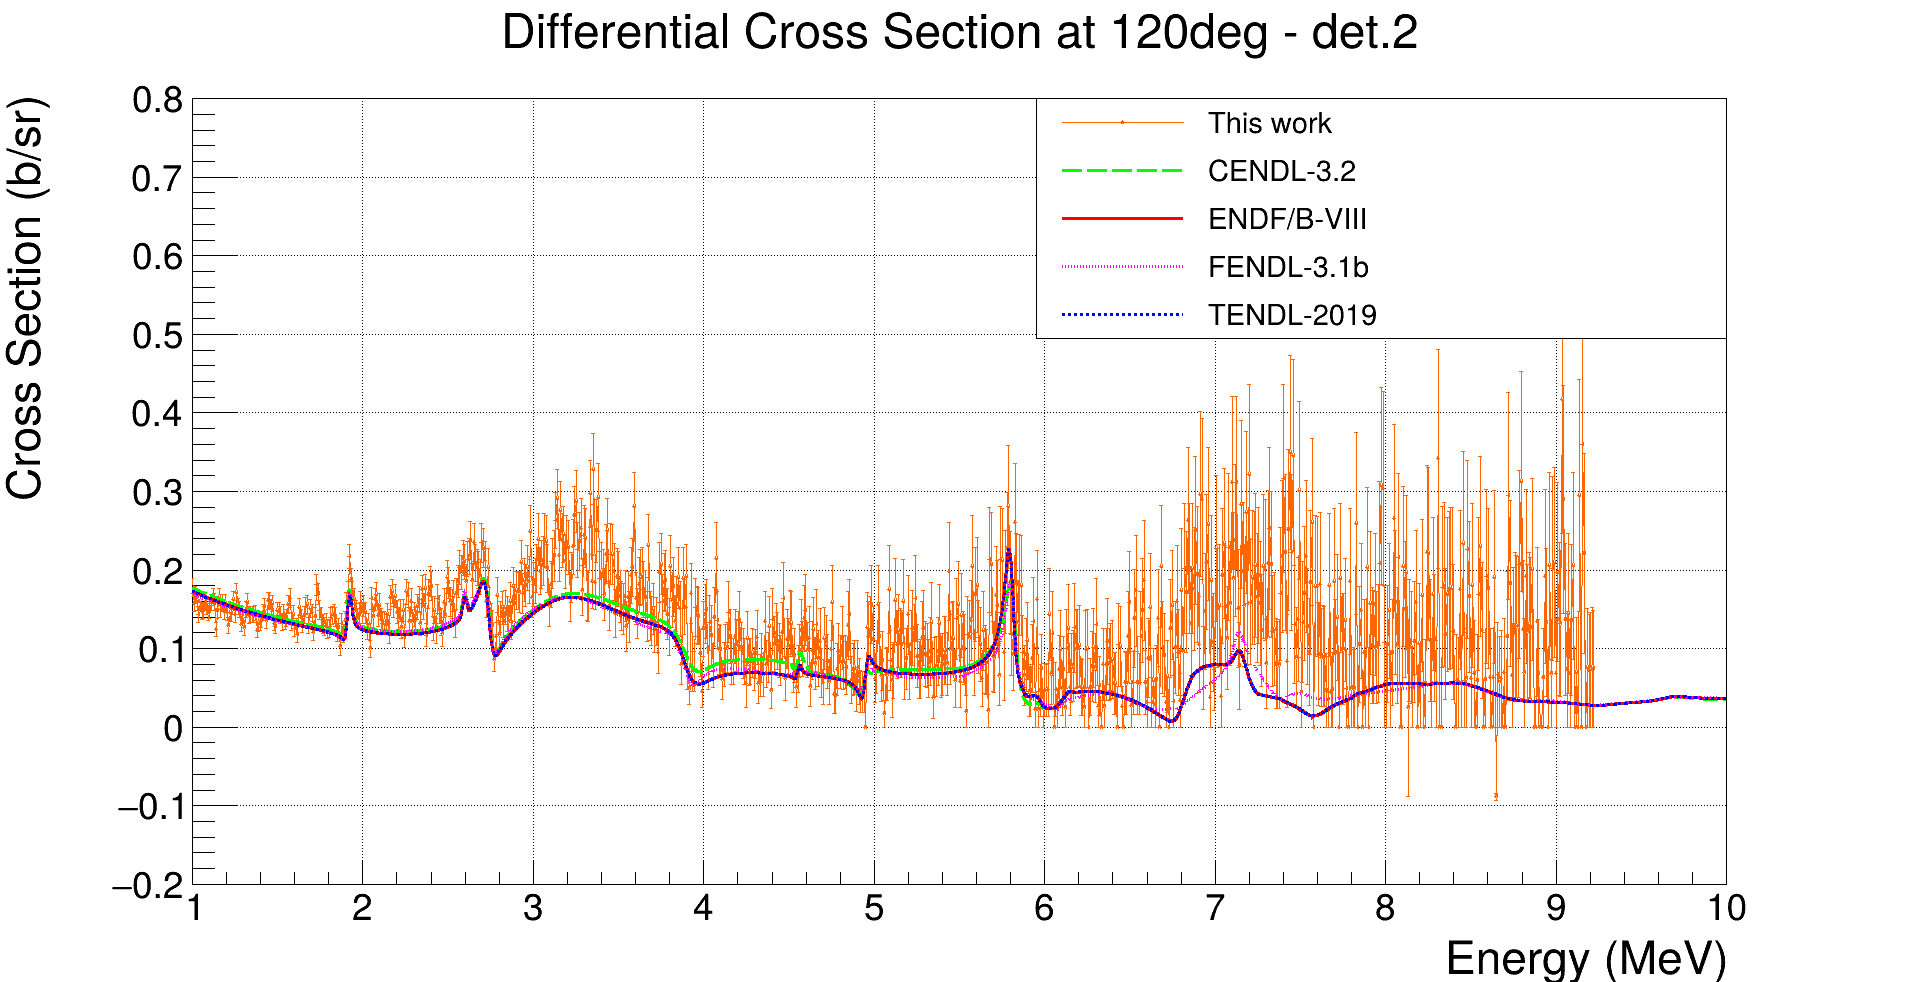 Differential Cross Section at 120deg - det.2
Cross Section (b/sr)
0.8
0.7
0.6
0.5
0.4
0.3
0.2
0.1
0
−0.1
−0.2
This work
CENDL-3.2
ENDF/B-VIII
FENDL-3.1b
TENDL-2019
1 2 3 4 5 6 7 8 9 10
Energy (MeV)